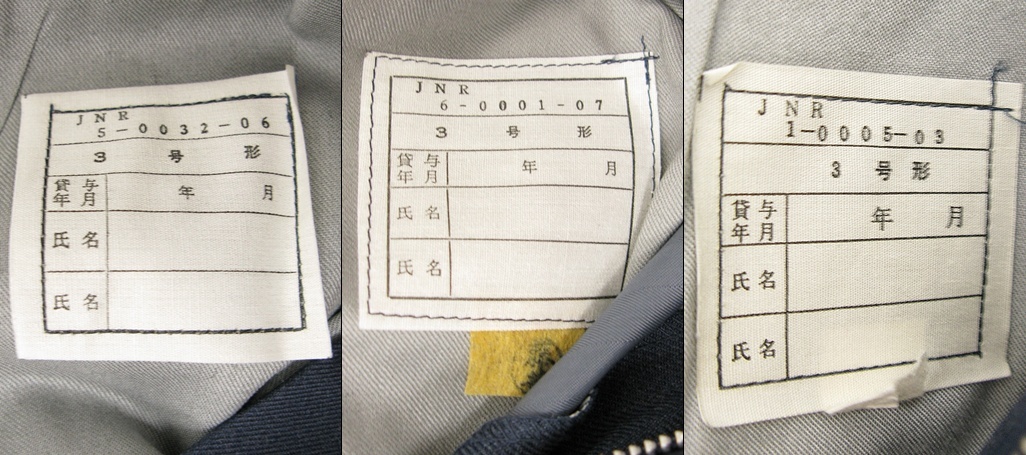 JNR
5-0032-06
3 号 形
貸与年月 年 月
氏名
氏名
JNR
6-0001-07
3 号 形
貸与年月 年 月
氏名
氏名
JNR
1-0005-03
3 号 形
貸与年月 年 月
氏名
氏名